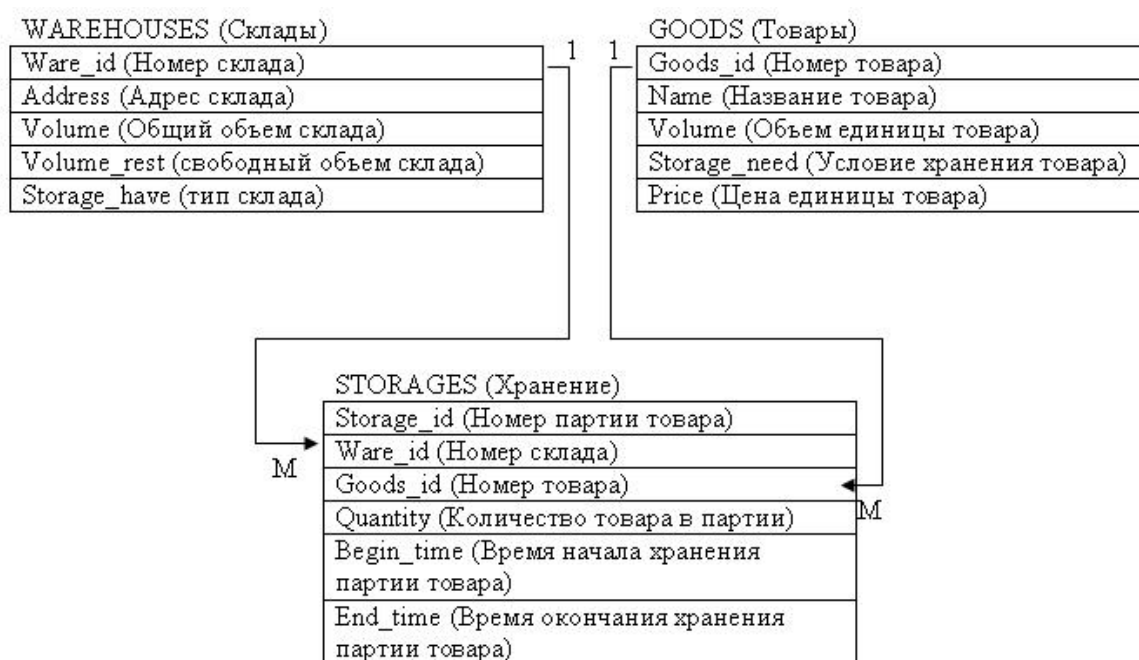 WAREHOUSES (Склады)
Ware_id (Номер склада)
Address (Адрес склада)
Volume (Общий объем склада)
Volume_rest (свободный объем склада)
Storage_have (тип склада)
1
1
GOODS (Товары)
Goods_id (Номер товара)
Name (Название товара)
Volume (Объем единицы товара)
Storage_need (Условие хранения товара)
Price (Цена единицы товара)
STORAGES (Хранение)
Storage_id (Номер партии товара)
Ware_id (Номер склада)
M
Goods_id (Номер товара)
M
Quantity (Количество товара в партии)
Begin_time (Время начала хранения
партии товара)
End_time (Время окончания хранения
партии товара)